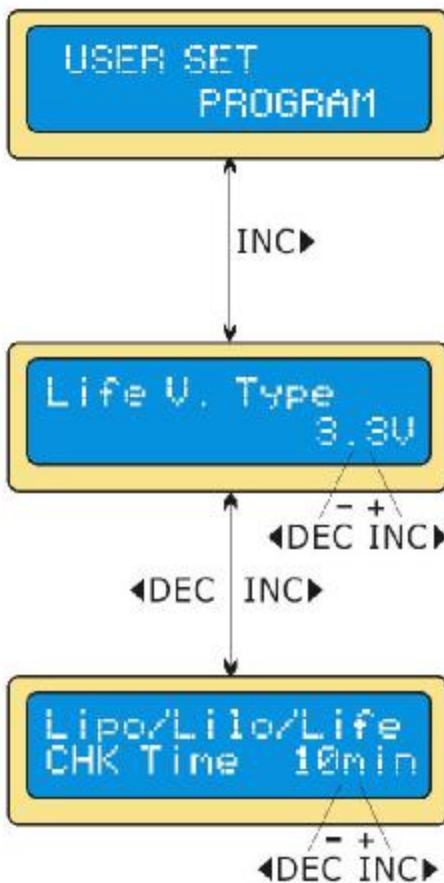 USER SET
PROGRAM
INC▶
Life V. Type
3.3V
- +
◀DEC INC▶
◀DEC INC▶
Lipo/Lilo/Life
CHK Time 10min
- +
◀DEC INC▶